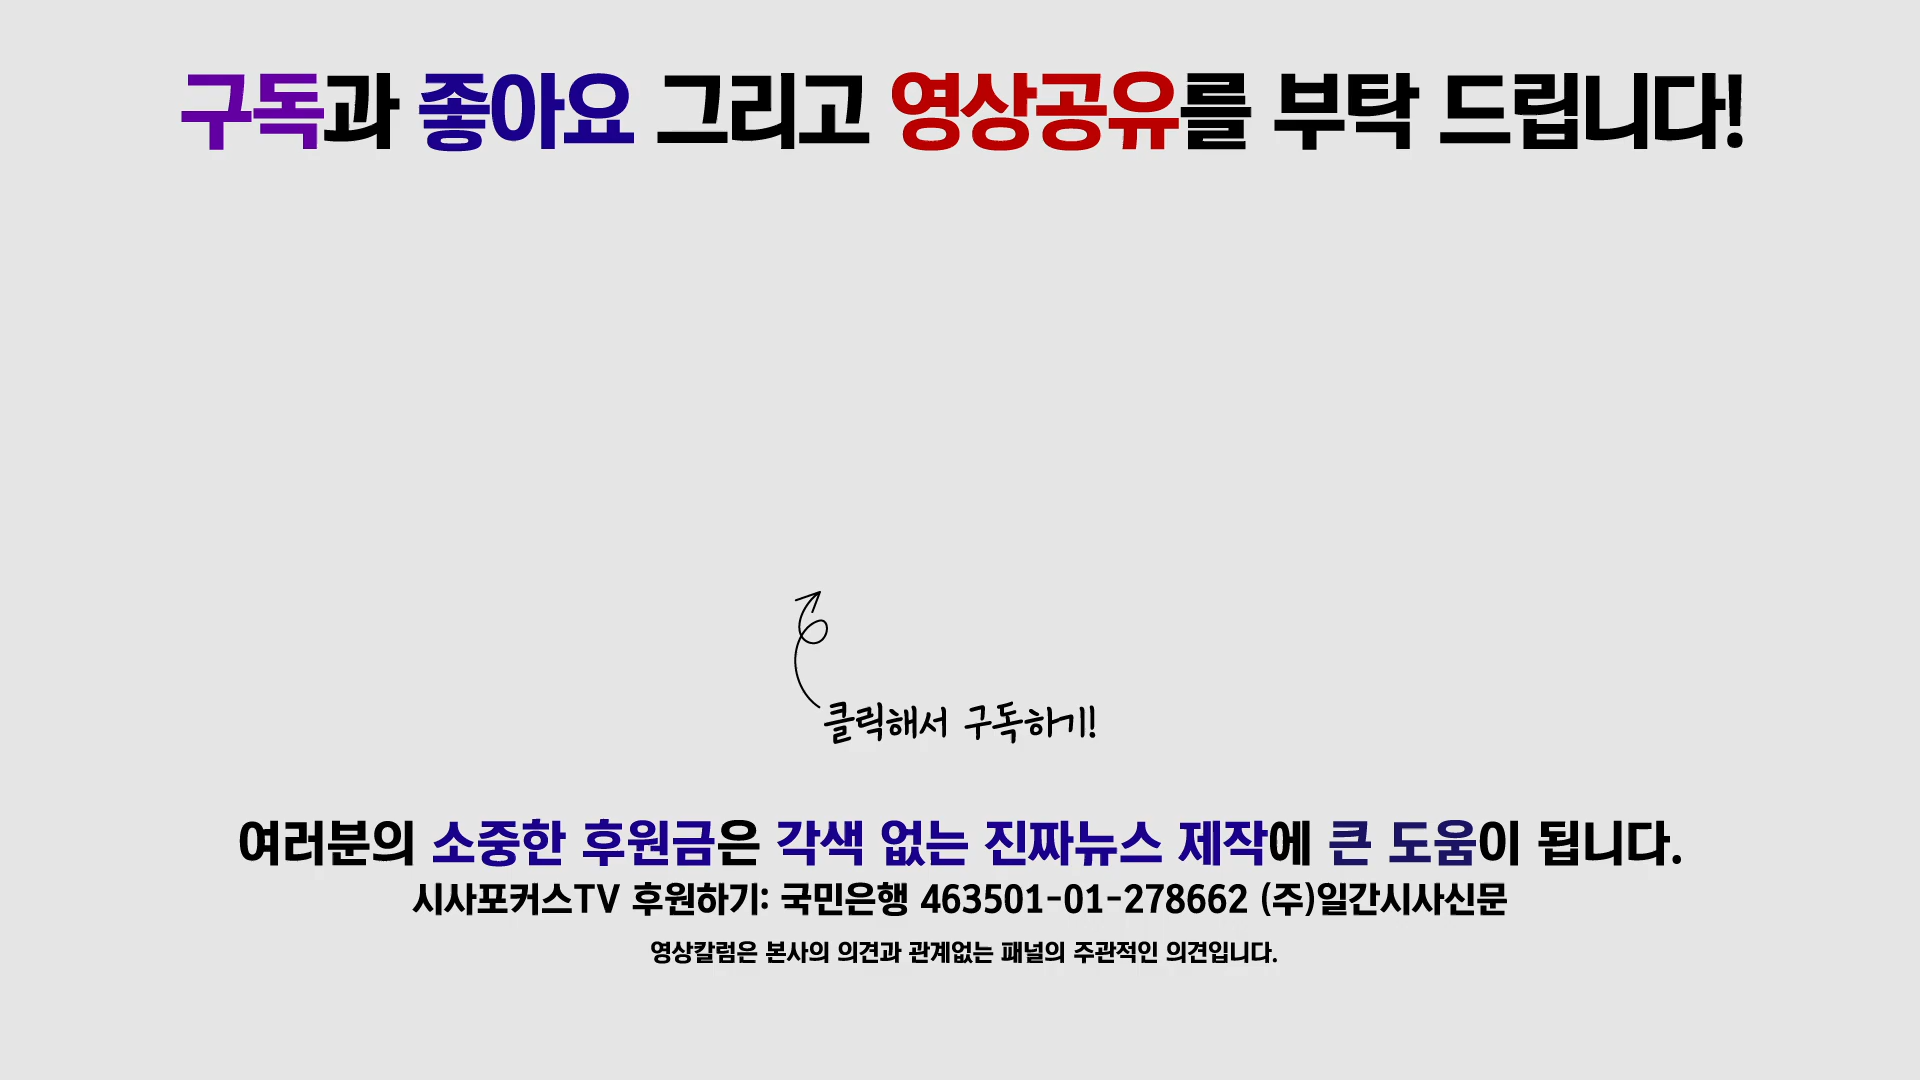 구독과 좋아요 그리고 영상공유를 부탁 드립니다!
클릭해서 구독하기!
여러분의 소중한 후원금은 각색 없는 진짜뉴스 제작에 큰 도움이 됩니다.
시사포커스TV 후원하기: 국민은행 463501-01-278662 (주)일간시사신문
영상칼럼은 본사의 의견과 관계없는 패널의 주관적인 의견입니다.